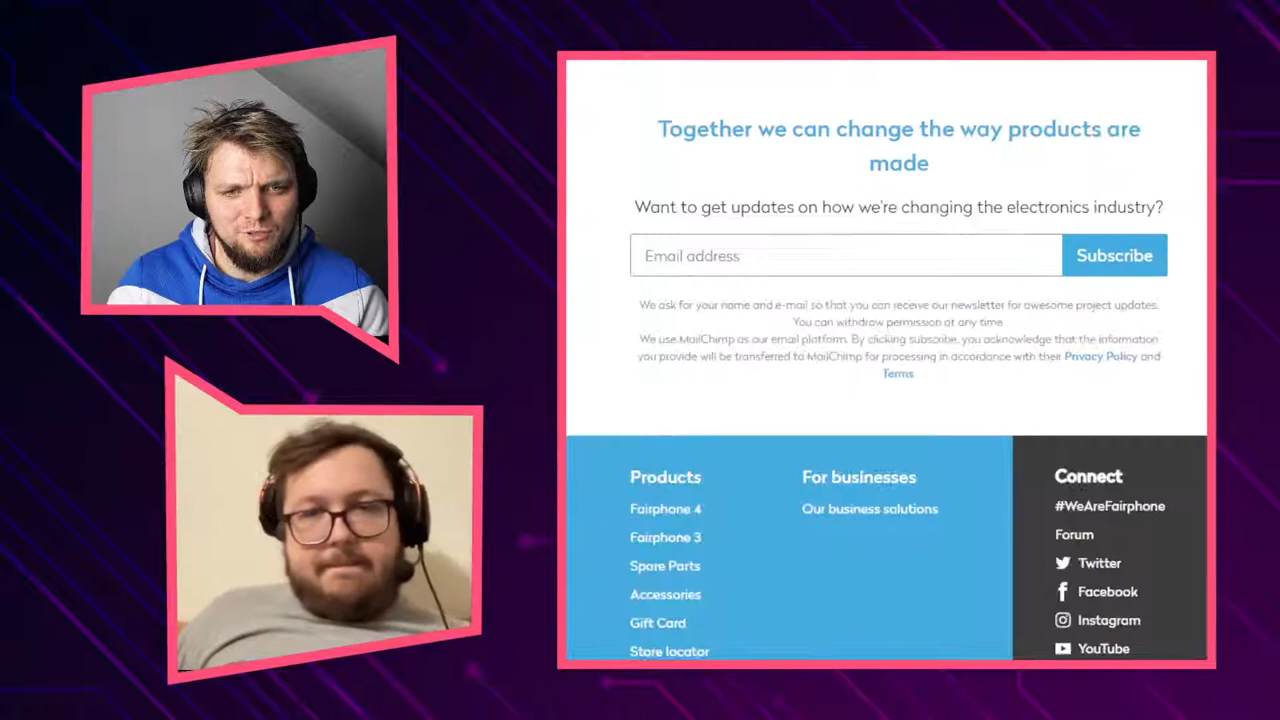 Together we can change the way products are
made
Want to get updates on how we're changing the electronics industry?
Email address
Subscribe
We ask for your name and e-mail so that you can receive our newsletter for awesome project updates.
You can withdraw permission at any time
We use MailChimp as our email platform. By clicking subscribe, you acknowledge that the information
you provide will be transferred to MailChimp for processing in accordance with their Privacy Policy and
Terms
Products
Fairphone 4
Fairphone 3
Spare Parts
Accessories
Gift Card
Store locator
For businesses
Our business solutions
Connect
#WeAreFairphone
Forum
Twitter
Facebook
Instagram
YouTube